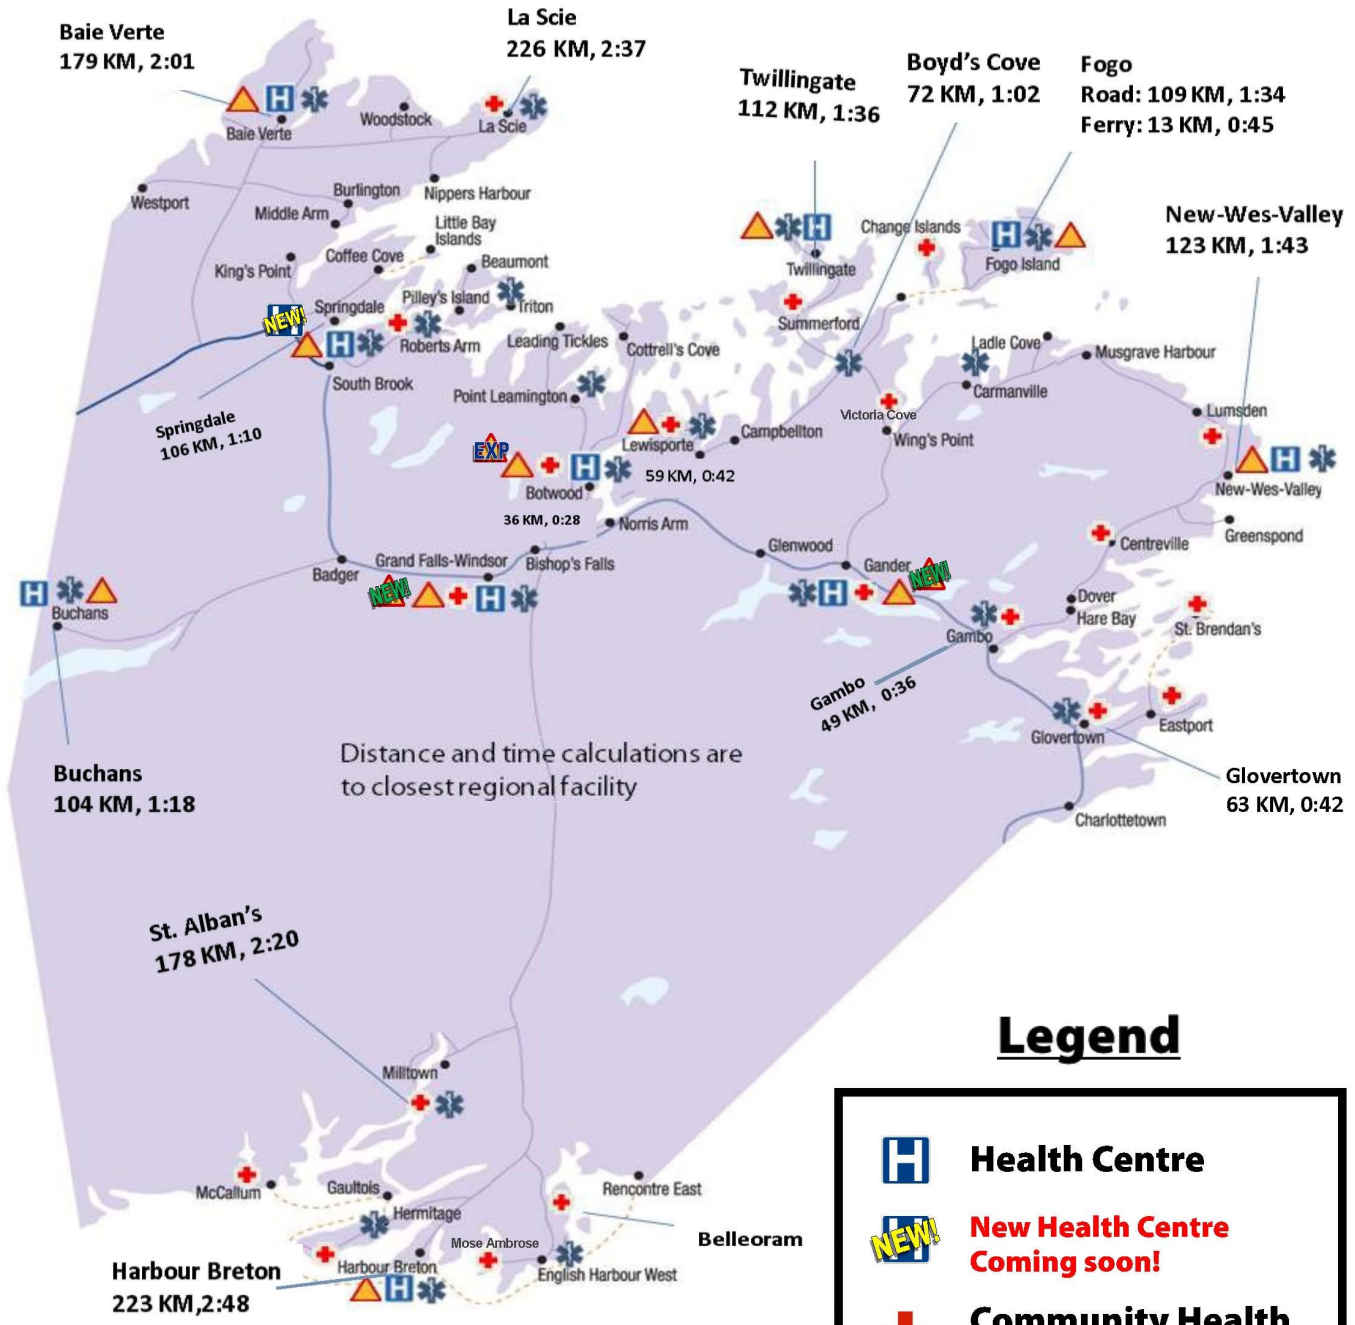 Baie Verte
179 KM, 2:01
La Scie
226 KM, 2:37
Twillingate
112 KM, 1:36
Boyd's Cove
72 KM, 1:02
Fogo
Road: 109 KM, 1:34
Ferry: 13 KM, 0:45
New-Wes-Valley
123 KM, 1:43
H
Baie Verte
Woodstock
La Scie
Westport
Burlington
Middle Arm
Nippers Harbour
Little Bay
Islands
Coffee Cove
King's Point
Beaumont
Pilley's Island
Triton
Springdale
NEW!
H
Roberts Arm
South Brook
Leading Tickles
Cottrell's Cove
Point Leamington
Springdale
106 KM, 1:10
H
Twillingate
Change Islands
H
Fogo Island
Summerford
Ladle Cove
Musgrave Harbour
Carmanville
Victoria Cove
Wing's Point
Lumsden
H
New-Wes-Valley
Greenspond
Centreville
Lewisporte
Campbellton
59 KM, 0:42
EXP
H
Botwood
36 KM, 0:28
Norris Arm
Glenwood
Gander
NEW!
H
Badger
Grand Falls-Windsor
Bishop's Falls
NEW!
H
H
Buchans
Dover
Hare Bay
St. Brendan's
Gambo
Gambo
49 KM, 0:36
Glovertown
Eastport
Charlottetown
Glovertown
63 KM, 0:42
Buchans
104 KM, 1:18
Distance and time calculations are
to closest regional facility
St. Alban's
178 KM, 2:20
Milltown
McCallum
Gaultois
Hermitage
Rencontre East
Belleoram
Mose Ambrose
Harbour Breton
English Harbour West
H
Harbour Breton
223 KM,2:48
Legend
H
Health Centre
H
NEW!
New Health Centre
Coming soon!
Community Health